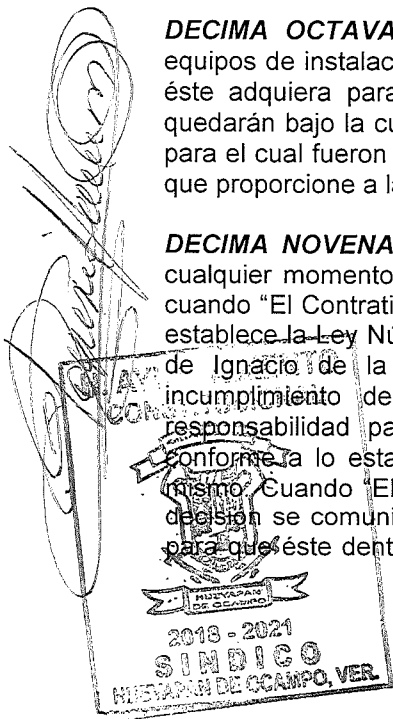 DECIMA OCTAVA
equipos de instalac
éste adquiera para
quedarán bajo la cu
para el cual fueron
que proporcione a l
DECIMA NOVENA
cualquier momento
cuando "El Contrati
establece la Ley Nú
de Ignacio de la
incumplimiento de
responsabilidad pa
conforme a lo esta
mismo. Cuando "El
decisión se comuni
para que éste dent
H. AYUNTAMIENTO
CONSTITUCIONAL
HUEYAPAN
DE OCAMPO
2018 - 2021
SINDICO
HUEYAPAN DE OCAMPO, VER.